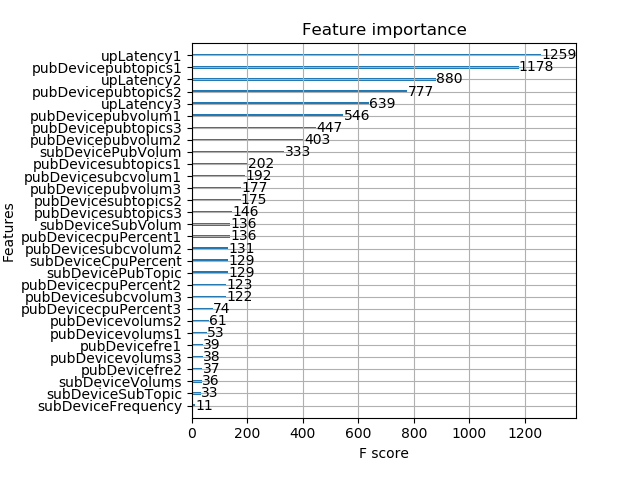 Feature importance
upLatency1 1259
pubDevicepubtopics1 1178
upLatency2 880
pubDevicepubtopics2 777
upLatency3 639
pubDevicepubvolum1 546
pubDevicepubtopics3 447
pubDevicepubvolum2 403
subDevicePubVolum 333
pubDevicesubtopics1 202
pubDevicesubcvolum1 192
pubDevicepubvolum3 177
pubDevicesubtopics2 175
pubDevicesubtopics3 146
subDeviceSubVolum 136
pubDevicecpuPercent1 136
pubDevicesubcvolum2 131
subDeviceCpuPercent 129
subDevicePubTopic 129
pubDevicecpuPercent2 123
pubDevicesubcvolum3 122
pubDevicecpuPercent3 74
pubDevicevolums2 61
pubDevicevolums1 53
pubDevicefre1 39
pubDevicevolums3 38
pubDevicefre2 37
subDeviceVolums 36
subDeviceSubTopic 33
subDeviceFrequency 11
Features
0 200 400 600 800 1000 1200
F score